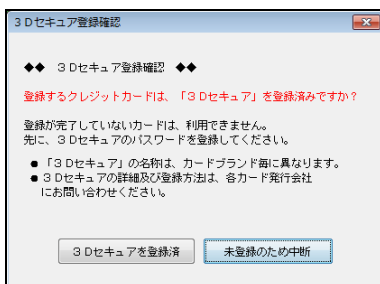 3Dセキュア登録確認
◆◆ 3Dセキュア登録確認 ◆◆
登録するクレジットカードは、「3Dセキュア」を登録済みですか？
登録が完了していないカードは、利用できません。
先に、3Dセキュアのパスワードを登録してください。
● 「3Dセキュア」の名称は、カードブランド毎に異なります。
● 3Dセキュアの詳細及び登録方法は、各カード発行会社
にお問い合わせください。
3Dセキュアを登録済
未登録のため中断